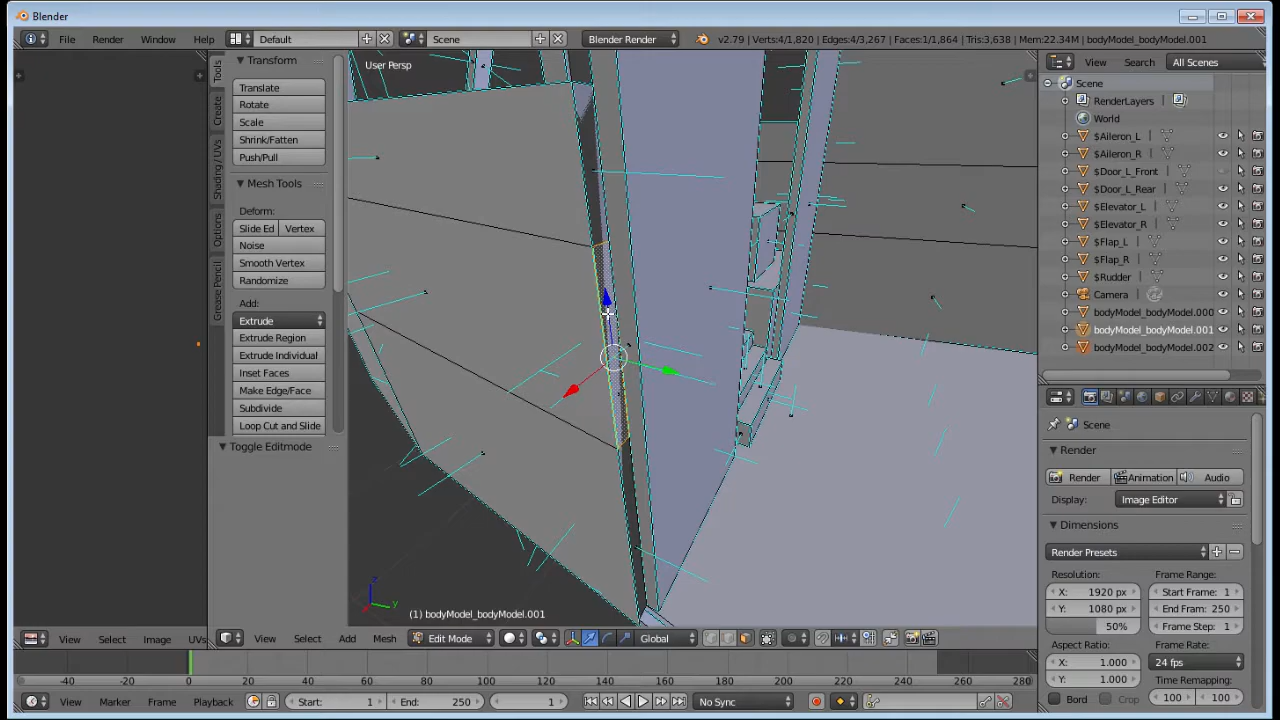 Blender
File Render Window Help Default Scene Blender Render v2.79 | Verts:4/1,820 | Edges:4/3,267 | Faces:1/1,864 | Tris:3,638 | Mem:22.34M | bodyModel_bodyModel.001
Tools
Create
Shading / UVs
Options
Grease Pencil
Transform
Translate
Rotate
Scale
Shrink/Fatten
Push/Pull
Mesh Tools
Deform:
Slide Ed Vertex
Noise
Smooth Vertex
Randomize
Add:
Extrude
Extrude Region
Extrude Individual
Inset Faces
Make Edge/Face
Subdivide
Loop Cut and Slide
Toggle Editmode
User Persp
z
y
(1) bodyModel_bodyModel.001
View Search All Scenes
Scene
RenderLayers
World
$Aileron_L
$Aileron_R
$Door_L_Front
$Door_L_Rear
$Elevator_L
$Elevator_R
$Flap_L
$Flap_R
$Rudder
Camera
bodyModel_bodyModel.000
bodyModel_bodyModel.001
bodyModel_bodyModel.002
Scene
Render
Render Animation Audio
Display: Image Editor
Dimensions
Render Presets
Resolution: Frame Range:
X: 1920 px Start Frame: 1
Y: 1080 px End Fram: 250
50% Frame Step: 1
Aspect Ratio: Frame Rate:
X: 1.000 24 fps
Y: 1.000 Time Remapping:
Bord Crop 100 100
View Select Image UVs View Select Add Mesh Edit Mode Global
-40 -20 0 20 40 60 80 100 120 140 160 180 200 220 240 260 280
View Marker Frame Playback Start: 1 End: 250 1 No Sync